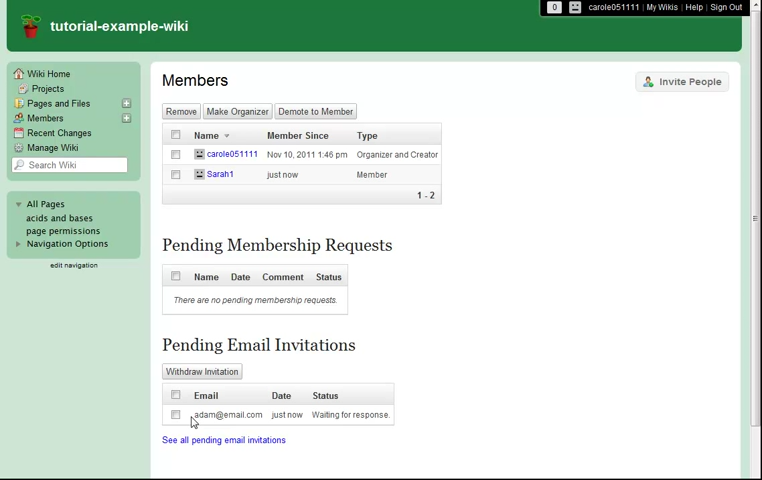 0 carole051111 | My Wikis | Help | Sign Out
tutorial-example-wiki
Wiki Home
Projects
Pages and Files
Members
Recent Changes
Manage Wiki
Search Wiki
All Pages
acids and bases
page permissions
Navigation Options
edit navigation
Members
Invite People
Remove Make Organizer Demote to Member
Name Member Since Type
carole051111 Nov 10, 2011 1:46 pm Organizer and Creator
Sarah1 just now Member
1 - 2
Pending Membership Requests
Name Date Comment Status
There are no pending membership requests.
Pending Email Invitations
Withdraw Invitation
Email Date Status
adam@email.com just now Waiting for response.
See all pending email invitations